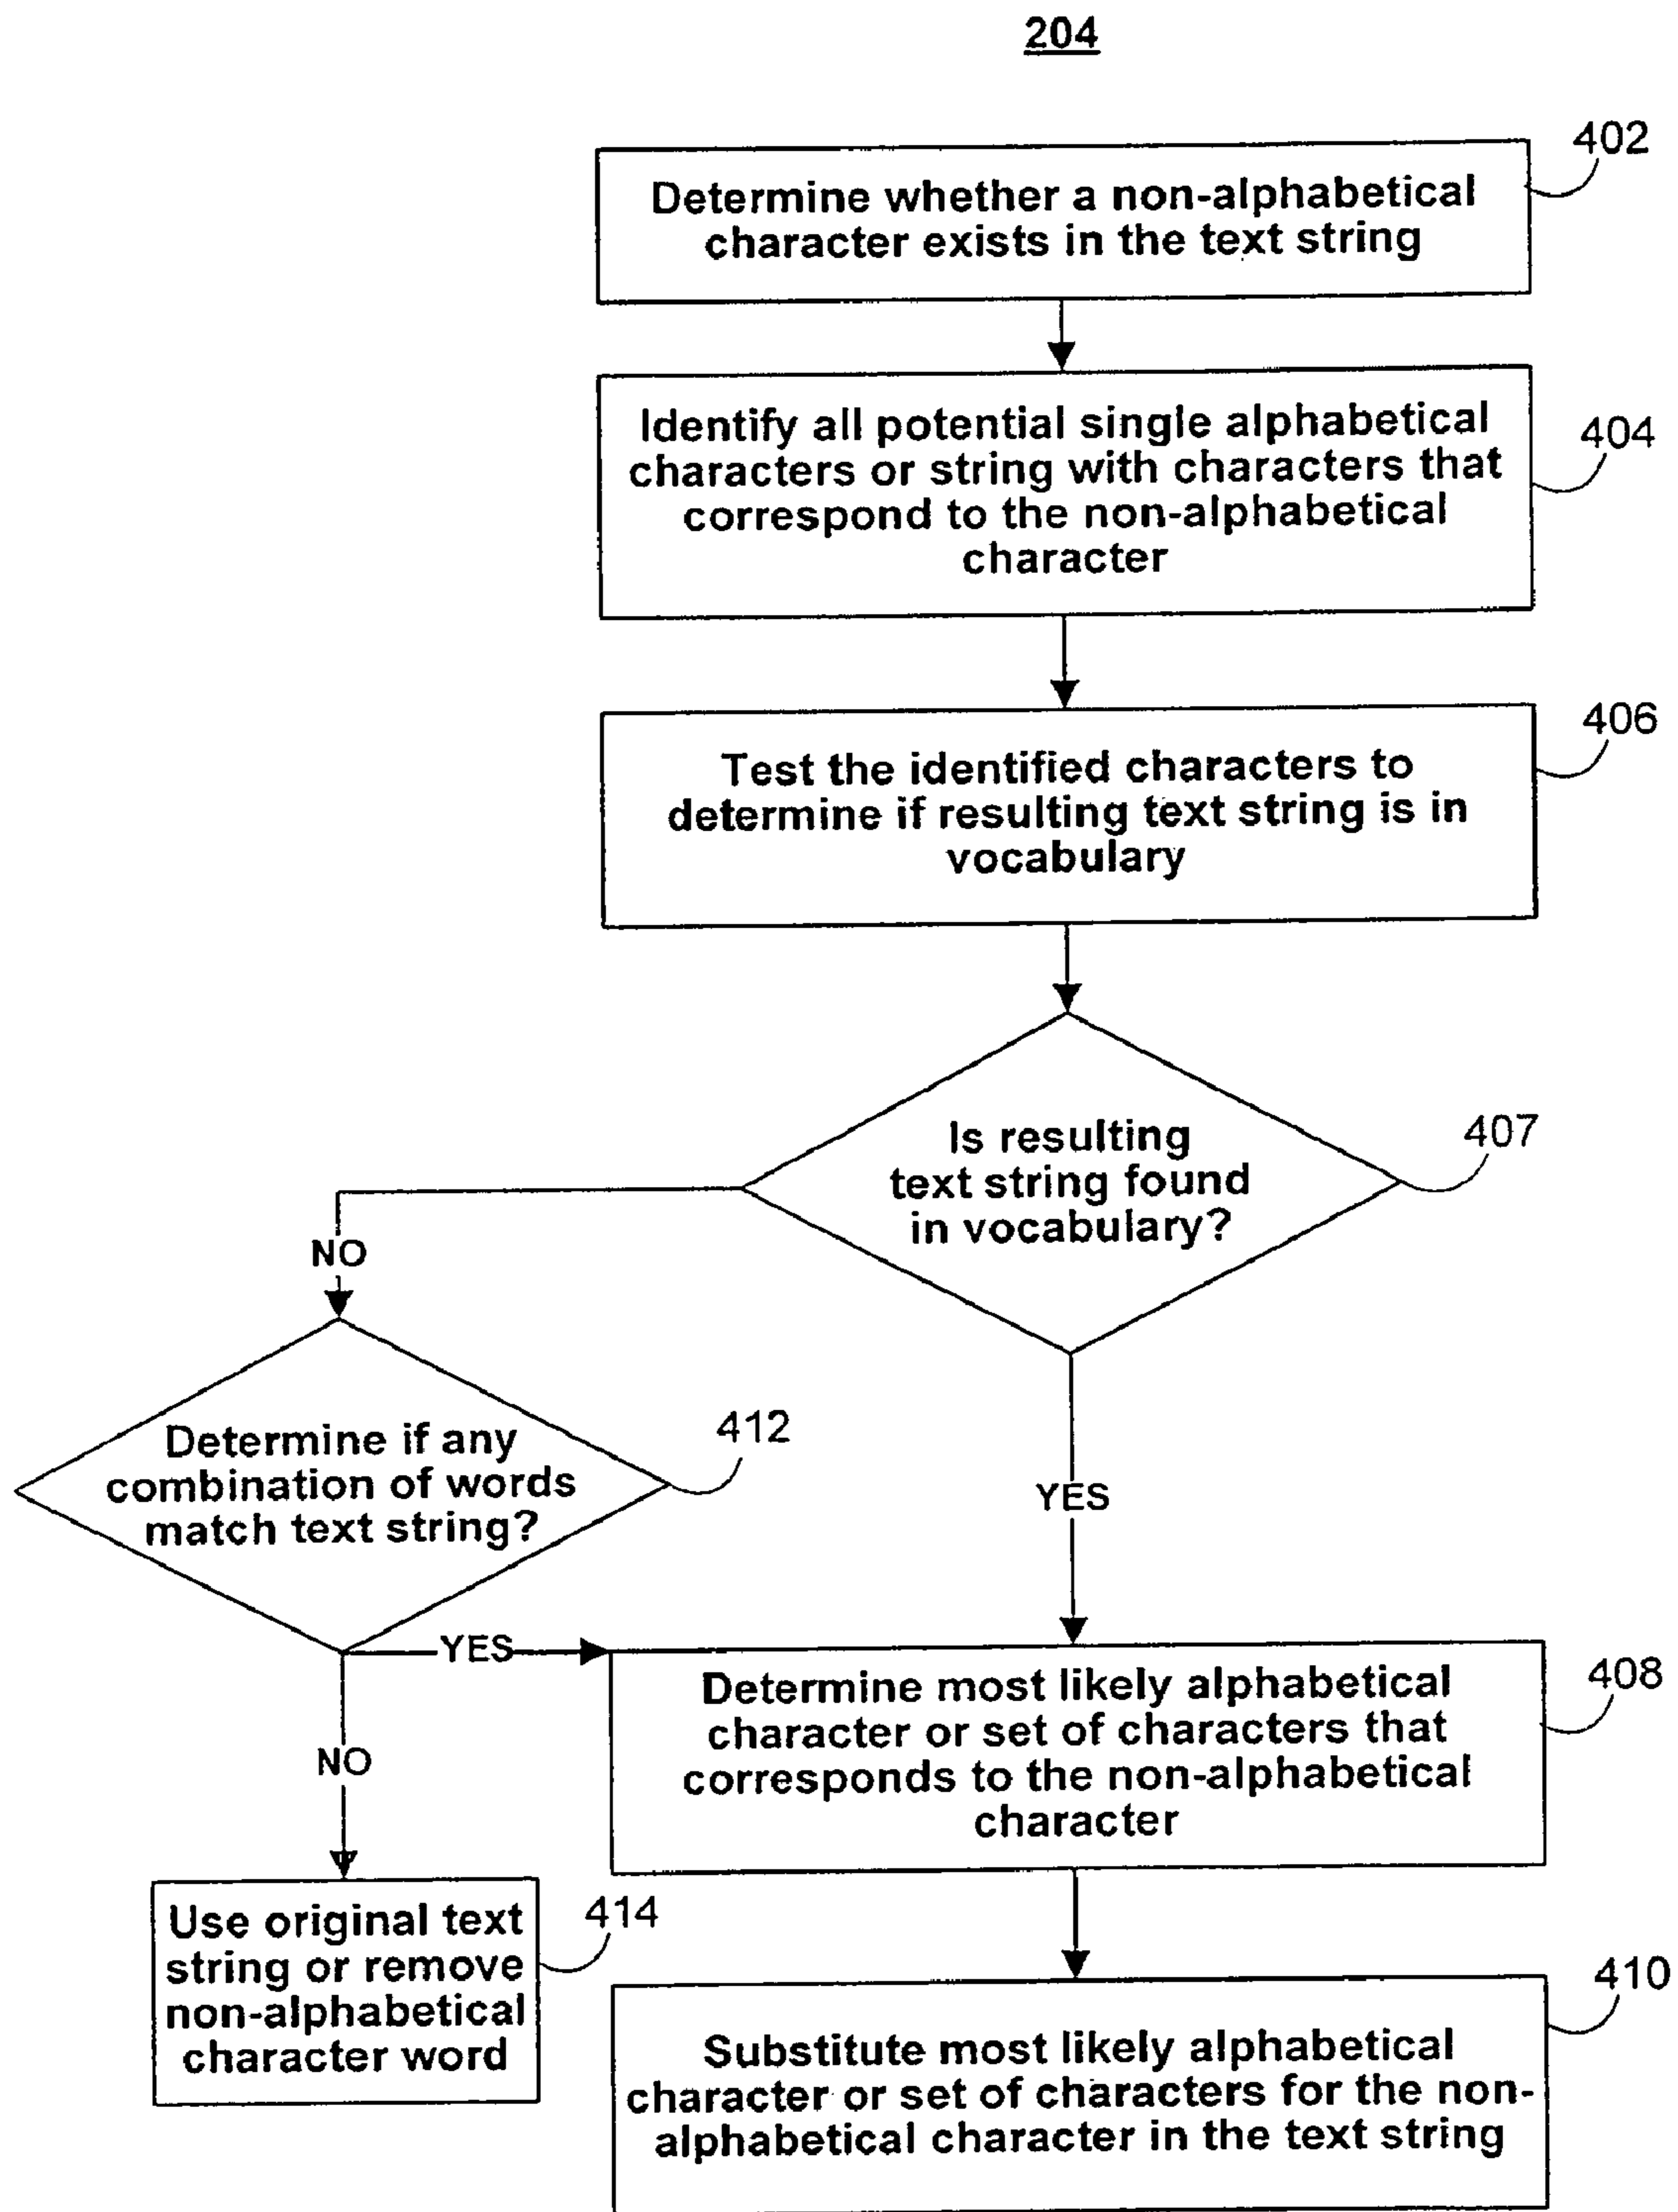 204
402
Determine whether a non-alphabetical
character exists in the text string
404
Identify all potential single alphabetical
characters or string with characters that
correspond to the non-alphabetical
character
406
Test the identified characters to
determine if resulting text string is in
vocabulary
407
Is resulting
text string found
in vocabulary?
NO
412
Determine if any
combination of words
match text string?
YES
YES
NO
408
Determine most likely alphabetical
character or set of characters that
corresponds to the non-alphabetical
character
414
Use original text
string or remove
non-alphabetical
character word
410
Substitute most likely alphabetical
character or set of characters for the non-
alphabetical character in the text string